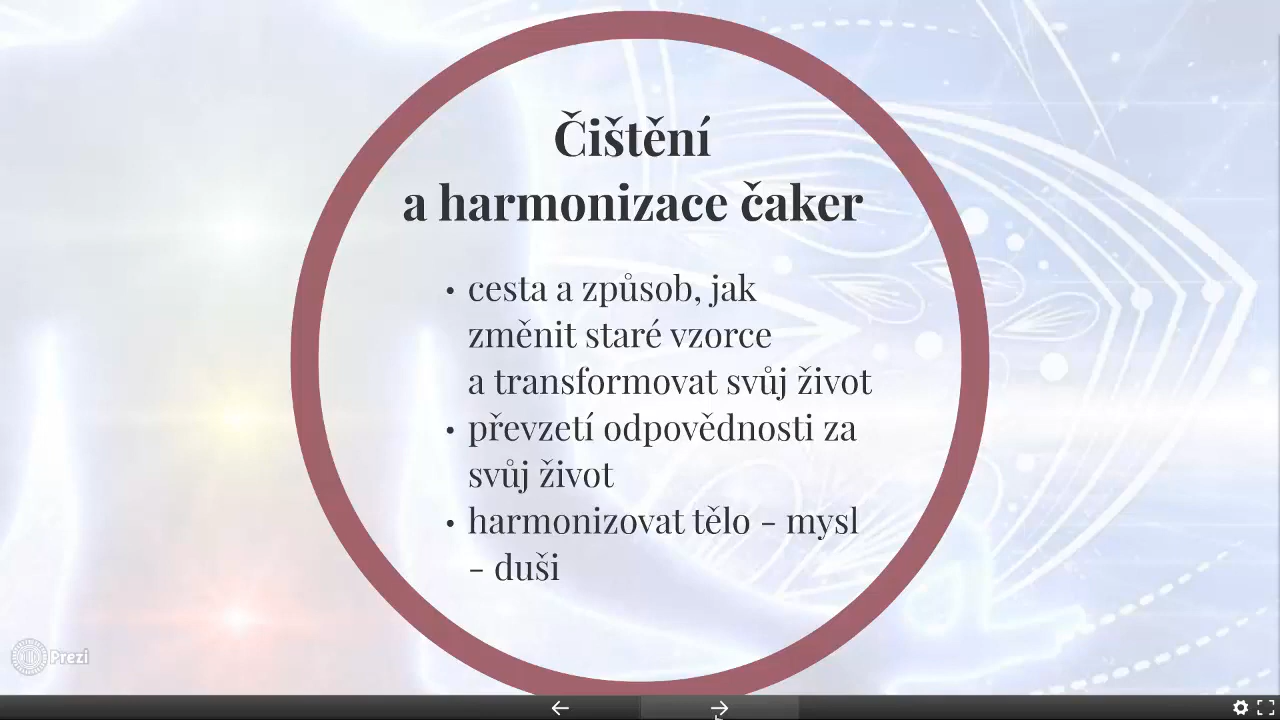 Čištění
a harmonizace čaker
• cesta a způsob, jak
změnit staré vzorce
a transformovat svůj život
• převzetí odpovědnosti za
svůj život
• harmonizovat tělo - mysl
- duši
Prezi